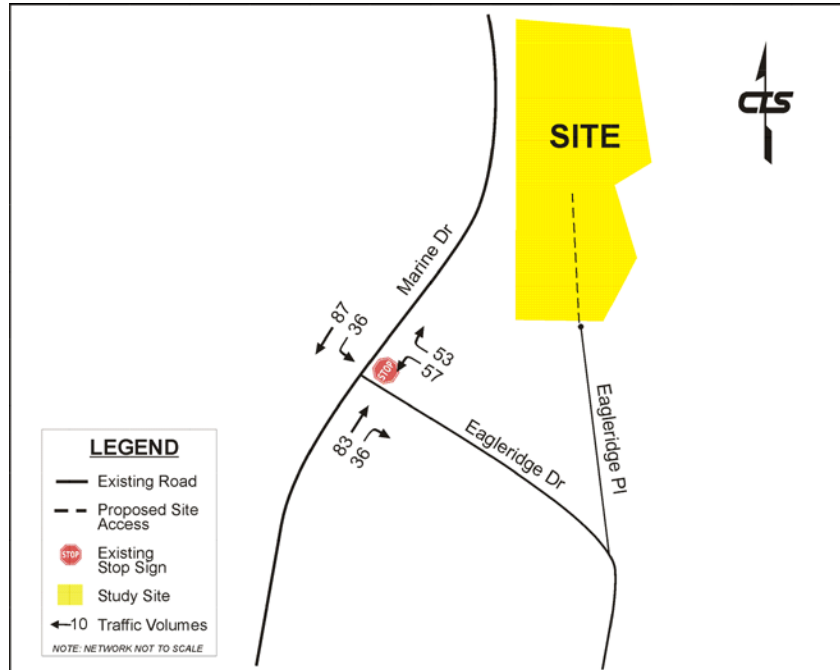 SITE
CTS
Marine Dr
87
36
53
STOP
57
83
36
Eagleridge Dr
Eagleridge Pl
LEGEND
Existing Road
Proposed Site
Access
STOP
Existing
Stop Sign
Study Site
10 Traffic Volumes
NOTE: NETWORK NOT TO SCALE